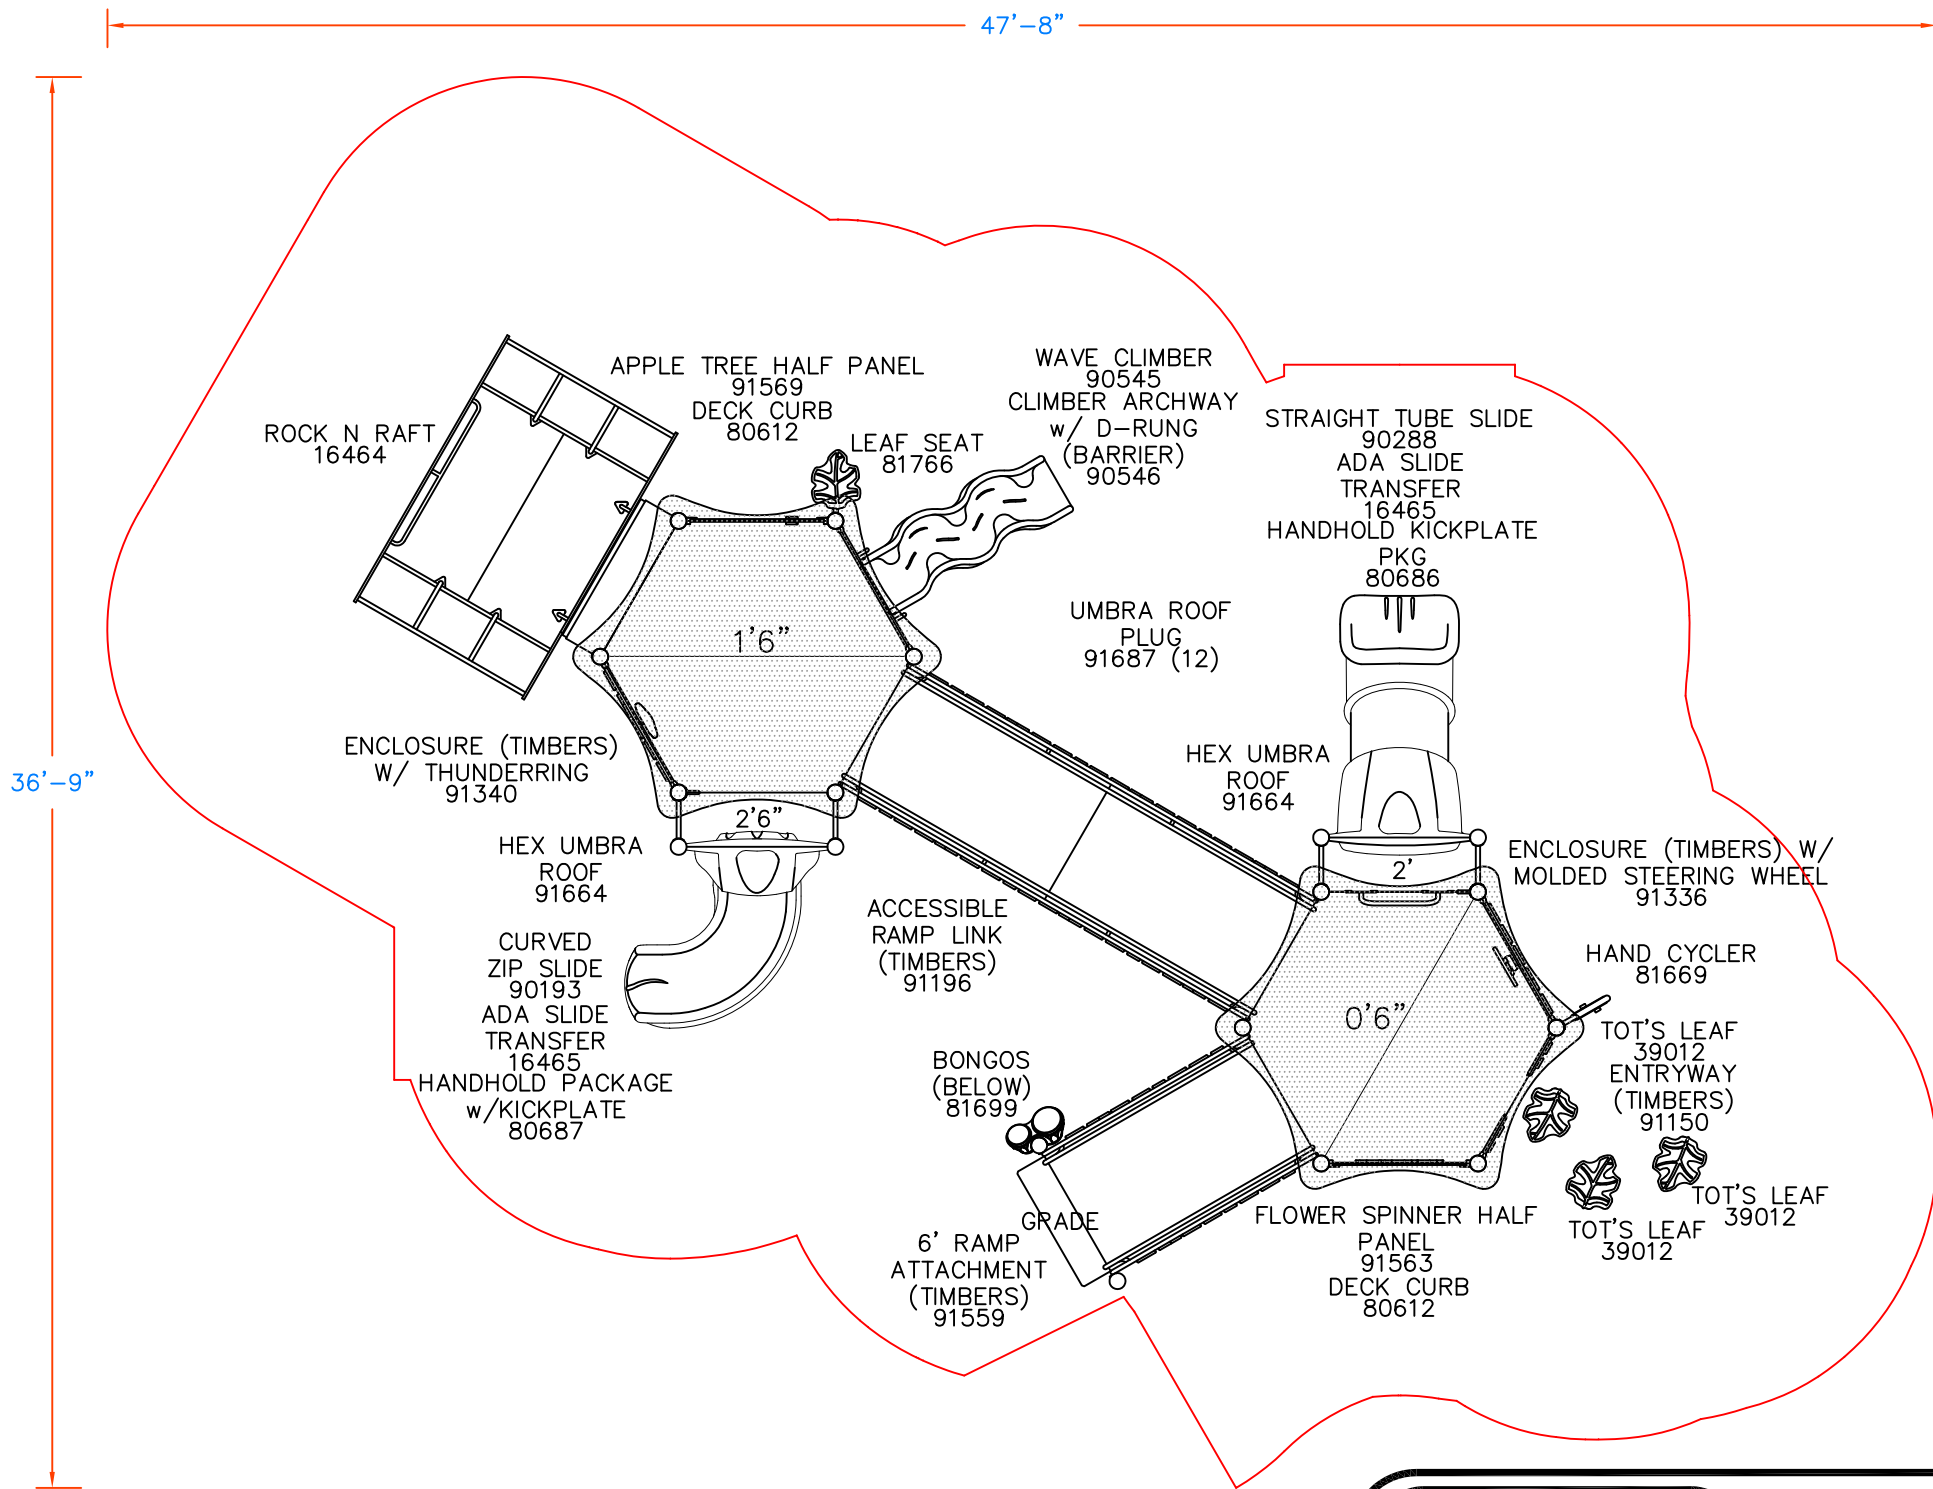 47'-8"
36'-9"
APPLE TREE HALF PANEL
91569
DECK CURB
80612
ROCK N RAFT
16464
LEAF SEAT
81766
WAVE CLIMBER
90545
CLIMBER ARCHWAY
w/ D-RUNG
(BARRIER)
90546
STRAIGHT TUBE SLIDE
90288
ADA SLIDE
TRANSFER
16465
HANDHOLD KICKPLATE
PKG
80686
1'6"
UMBRA ROOF
PLUG
91687 (12)
ENCLOSURE (TIMBERS)
W/ THUNDERRING
91340
2'6"
HEX UMBRA
ROOF
91664
HEX UMBRA
ROOF
91664
2'
ENCLOSURE (TIMBERS) W/
MOLDED STEERING WHEEL
91336
CURVED
ZIP SLIDE
90193
ADA SLIDE
TRANSFER
16465
HANDHOLD PACKAGE
w/KICKPLATE
80687
ACCESSIBLE
RAMP LINK
(TIMBERS)
91196
0'6"
HAND CYCLER
81669
TOT'S LEAF
39012
ENTRYWAY
(TIMBERS)
91150
BONGOS
(BELOW)
81699
GRADE
6' RAMP
ATTACHMENT
(TIMBERS)
91559
FLOWER SPINNER HALF
PANEL
91563
DECK CURB
80612
TOT'S LEAF
39012
TOT'S LEAF
39012